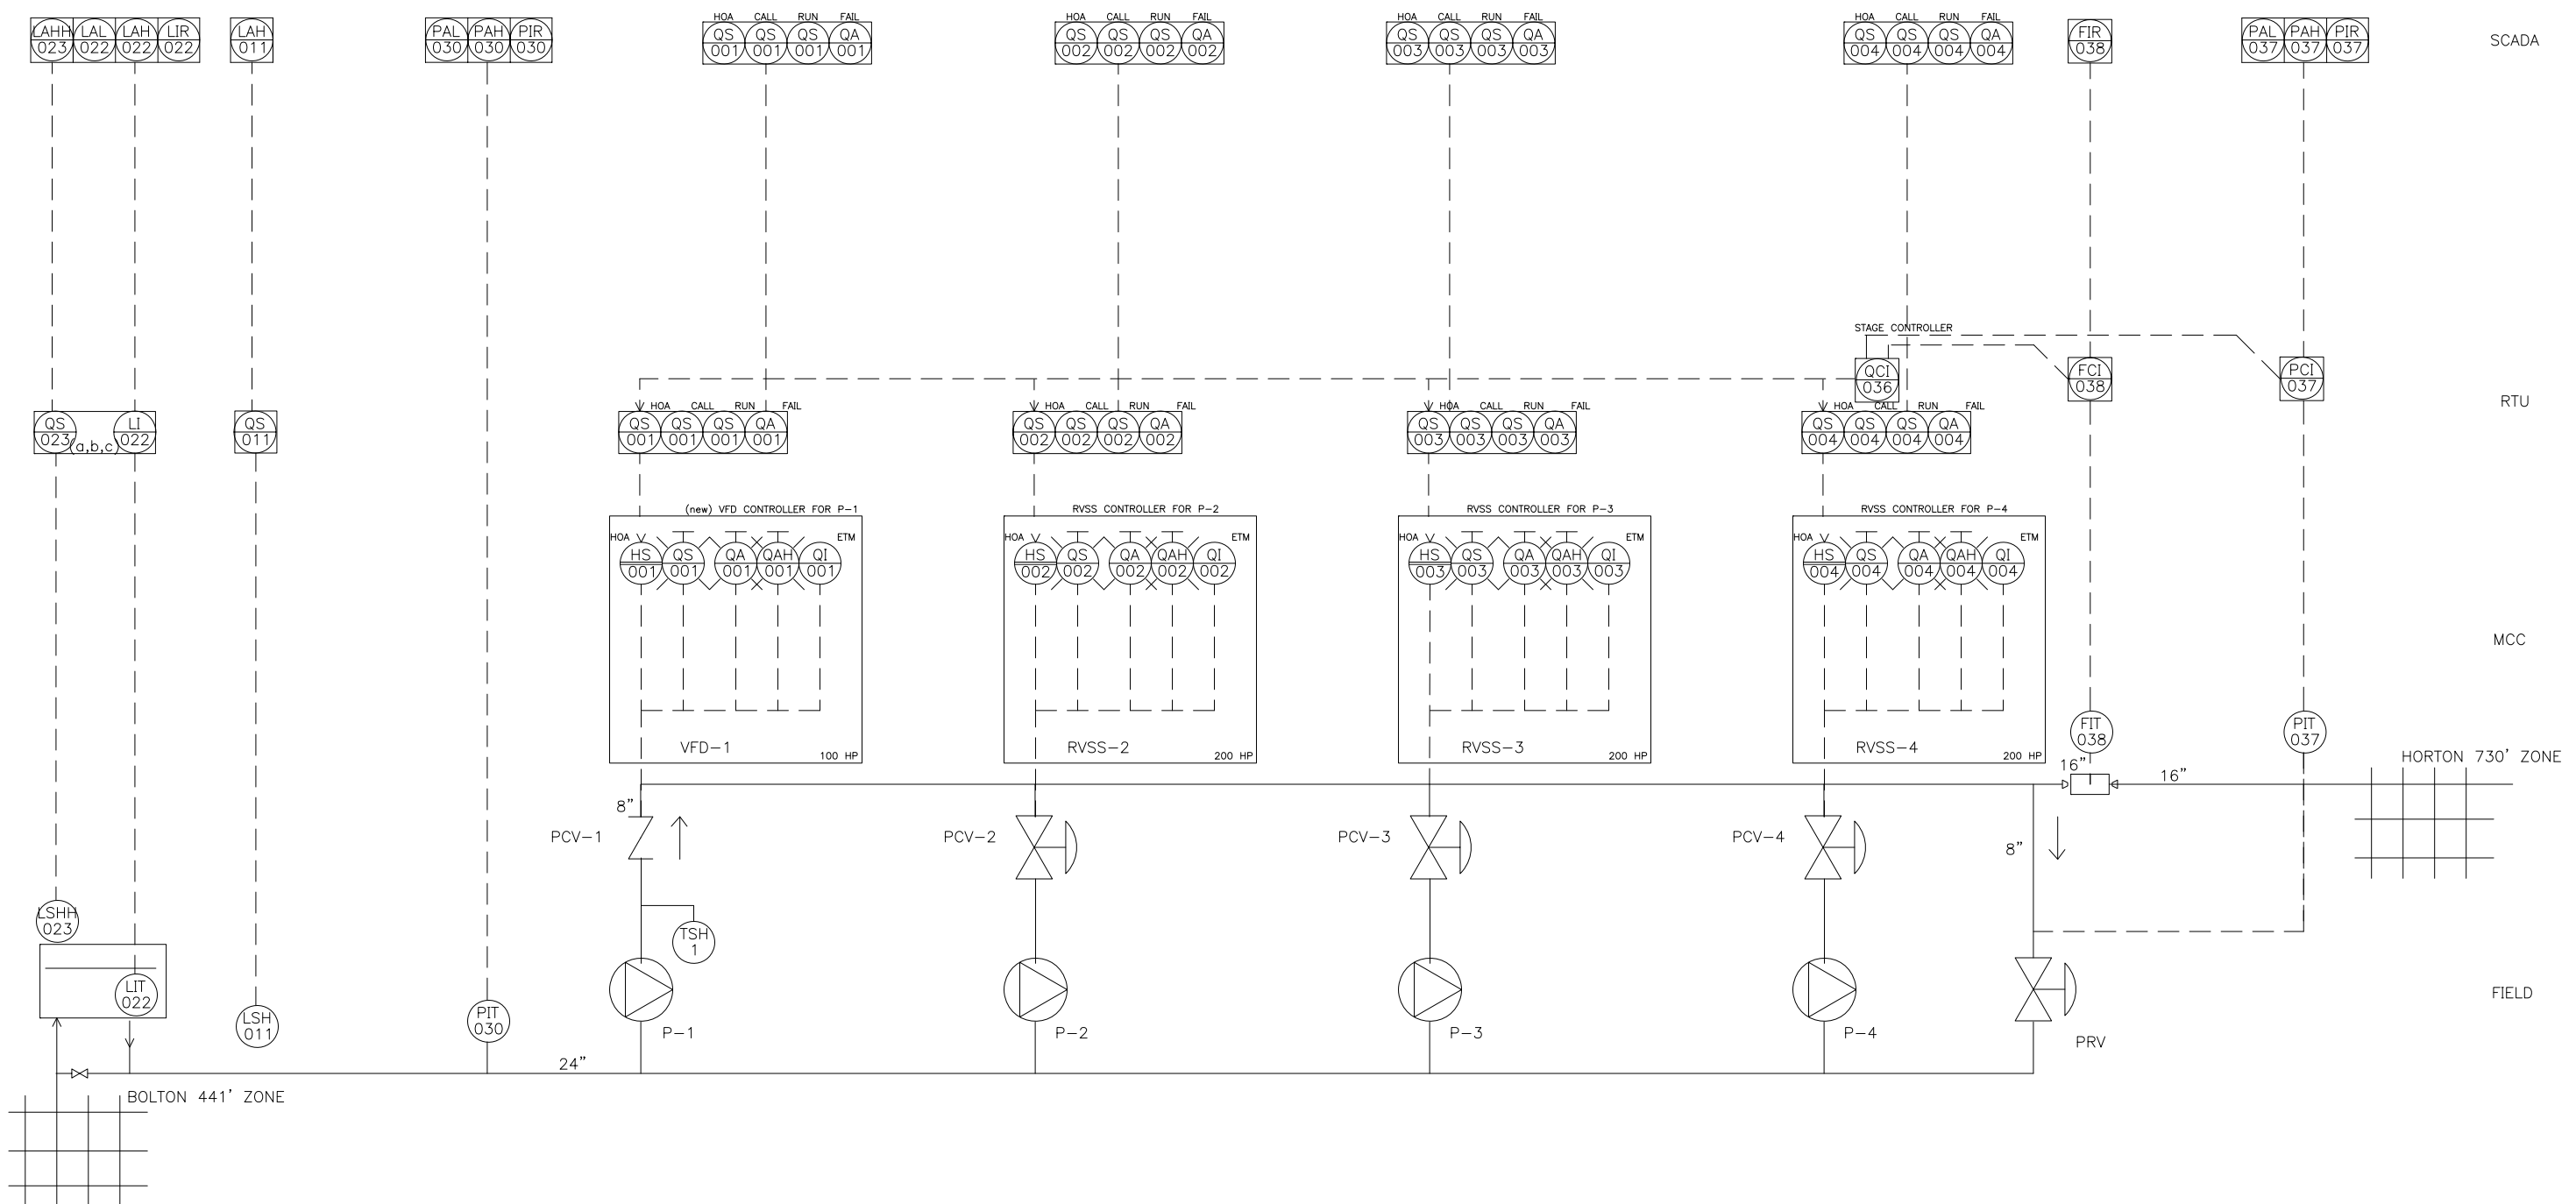 HOA CALL RUN FAIL HOA CALL RUN FAIL HOA CALL RUN FAIL HOA CALL RUN FAIL
LAHH LAL LAH LIR LAH PAL PAH PIR QS QS QS QA QS QS QS QA QS QS QS QA QS QS QS QA FIR PAL PAH PIR SCADA
023 022 022 022 011 030 030 030 001 001 001 001 002 002 002 002 003 003 003 003 004 004 004 004 038 037 037 037
STAGE CONTROLLER
QCI FCI PCI
036 038 037
RTU
HOA CALL RUN FAIL HOA CALL RUN FAIL HOA CALL RUN FAIL HOA CALL RUN FAIL
QS LI QS QS QS QS QA QS QS QS QA QS QS QS QA QS QS QS QA
023 022 011 001 001 001 001 002 002 002 002 003 003 003 003 004 004 004 004
(a,b,c)
(new) VFD CONTROLLER FOR P-1 RVSS CONTROLLER FOR P-2 RVSS CONTROLLER FOR P-3 RVSS CONTROLLER FOR P-4
HOA ETM HOA ETM HOA ETM HOA ETM
HS QS QA QAH QI HS QS QA QAH QI HS QS QA QAH QI HS QS QA QAH QI
001 001 001 001 001 002 002 002 002 002 003 003 003 003 003 004 004 004 004 004
MCC
FIT PIT
038 037
VFD-1 RVSS-2 RVSS-3 RVSS-4
100 HP 200 HP 200 HP 200 HP HORTON 730' ZONE
16" 16"
8"
PCV-1 PCV-2 PCV-3 PCV-4
8"
LSHH
023
TSH
1
LIT
022
FIELD
LSH PIT
011 030
P-1 P-2 P-3 P-4 PRV
24"
BOLTON 441' ZONE